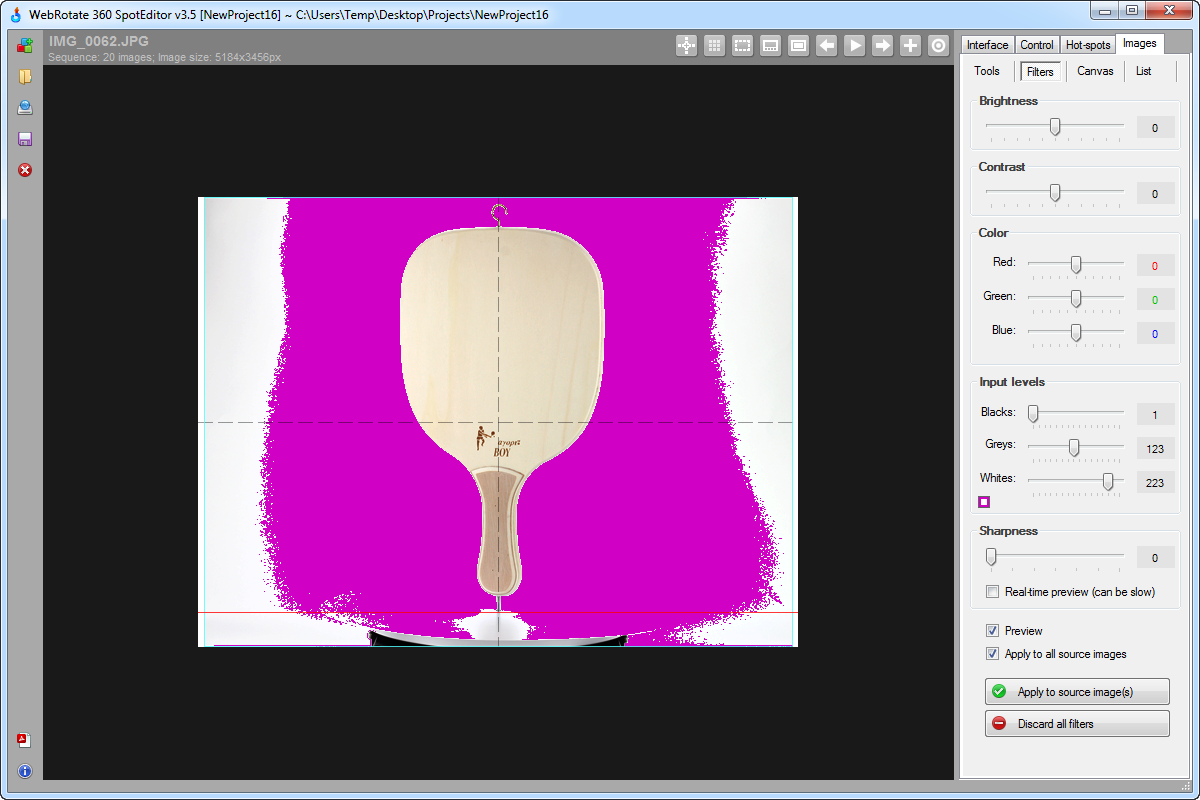 WebRotate 360 SpotEditor v3.5 [NewProject16] ~ C:\Users\Temp\Desktop\Projects\NewProject16
IMG_0062.JPG
Sequence: 20 images; Image size: 5184x3456px
Interface Control Hot-spots Images
Tools Filters Canvas List
Brightness
0
Contrast
0
Color
Red: 0
Green: 0
Blue: 0
Input levels
Blacks: 1
Greys: 123
Whites: 223
Sharpness
0
Real-time preview (can be slow)
Preview
Apply to all source images
Apply to source image(s)
Discard all filters
BOY